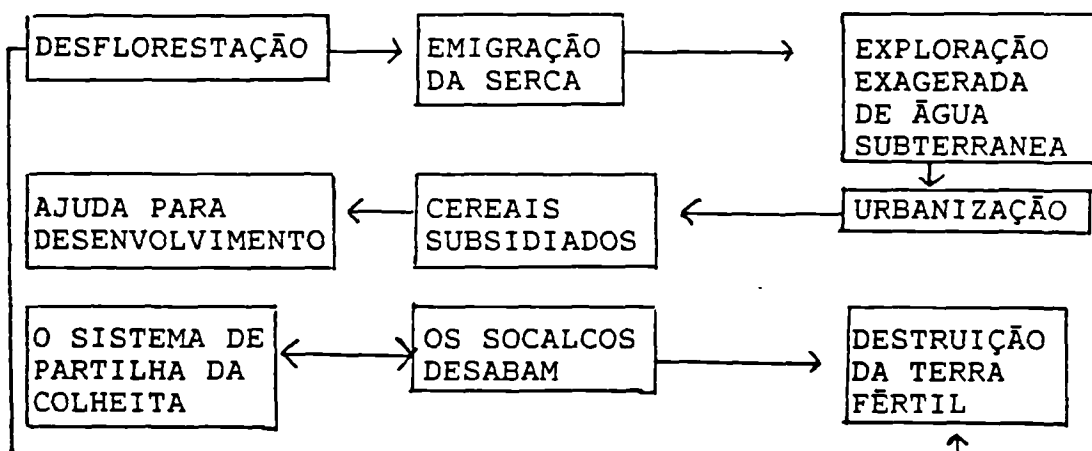 DESFLORESTAÇÃO
EMIGRAÇÃO
DA SERCA
EXPLORAÇÃO
EXAGERADA
DE ĀGUA
SUBTERRANEA
AJUDA PARA
DESENVOLVIMENTO
CEREAIS
SUBSIDIADOS
URBANIZAÇÃO
O SISTEMA DE
PARTILHA DA
COLHEITA
OS SOCALCOS
DESABAM
DESTRUIÇÃO
DA TERRA
FĒRTIL